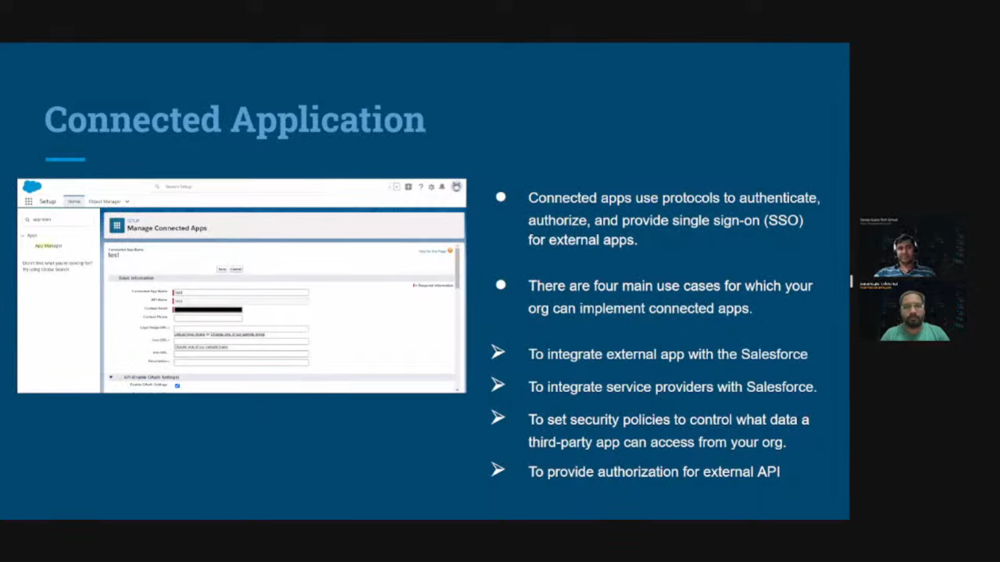 Connected Application
Search Setup
Setup Home Object Manager
app man
SETUP
Manage Connected Apps
Apps
App Manager
Didn't find what you're looking for?
Try using Global Search.
Connected App Name
test
Help for this Page
Save Cancel
Basic Information
Required Information
Connected App Name test
API Name test
Contact Email
Contact Phone
Logo Image URL
Upload logo image or Choose one of our sample logos
Icon URL
Choose one of our sample logos
Info URL
Description
API (Enable OAuth Settings)
Enable OAuth Settings
Connected apps use protocols to authenticate,
authorize, and provide single sign-on (SSO)
for external apps.
There are four main use cases for which your
org can implement connected apps.
To integrate external app with the Salesforce
To integrate service providers with Salesforce.
To set security policies to control what data a
third-party app can access from your org.
To provide authorization for external API
Sanjay Gupta Tech School